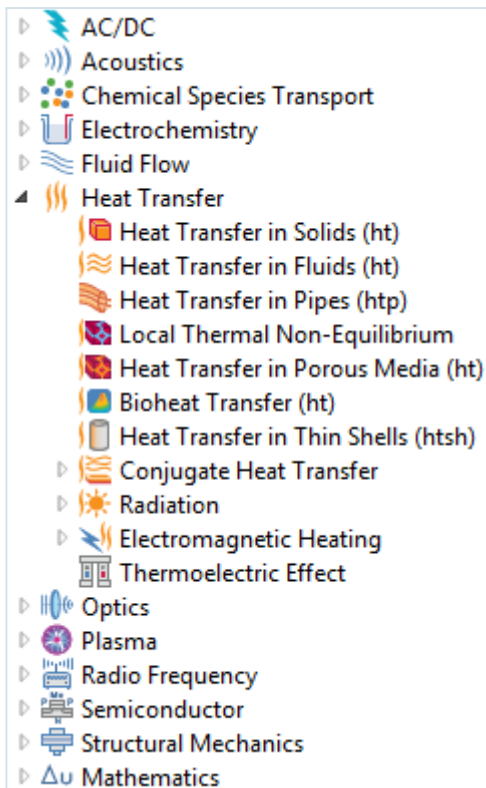 AC/DC
Acoustics
Chemical Species Transport
Electrochemistry
Fluid Flow
Heat Transfer
Heat Transfer in Solids (ht)
Heat Transfer in Fluids (ht)
Heat Transfer in Pipes (htp)
Local Thermal Non-Equilibrium
Heat Transfer in Porous Media (ht)
Bioheat Transfer (ht)
Heat Transfer in Thin Shells (htsh)
Conjugate Heat Transfer
Radiation
Electromagnetic Heating
Thermoelectric Effect
Optics
Plasma
Radio Frequency
Semiconductor
Structural Mechanics
Δu Mathematics